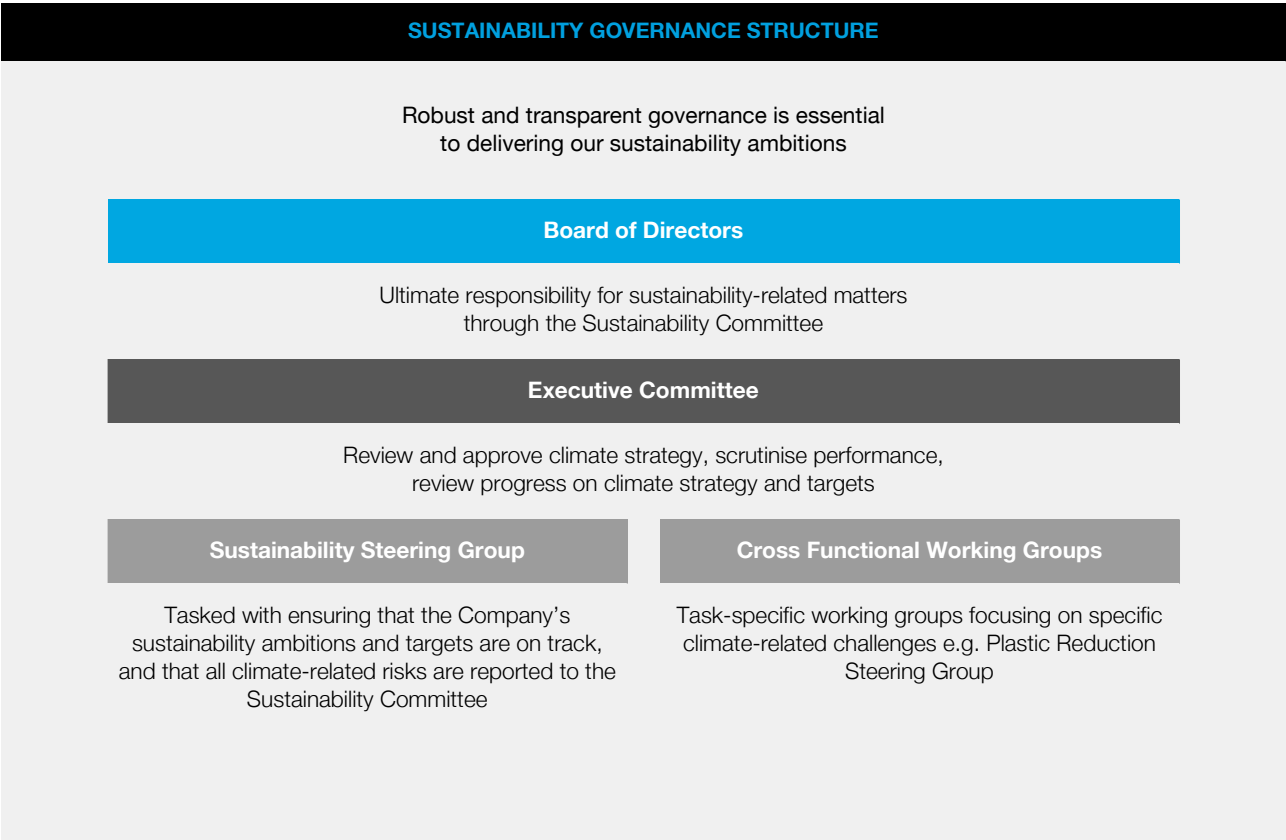 SUSTAINABILITY GOVERNANCE STRUCTURE
Robust and transparent governance is essential
to delivering our sustainability ambitions
Board of Directors
Ultimate responsibility for sustainability-related matters
through the Sustainability Committee
Executive Committee
Review and approve climate strategy, scrutinise performance,
review progress on climate strategy and targets
Sustainability Steering Group
Tasked with ensuring that the Company’s
sustainability ambitions and targets are on track,
and that all climate-related risks are reported to the
Sustainability Committee
Cross Functional Working Groups
Task-specific working groups focusing on specific
climate-related challenges e.g. Plastic Reduction
Steering Group